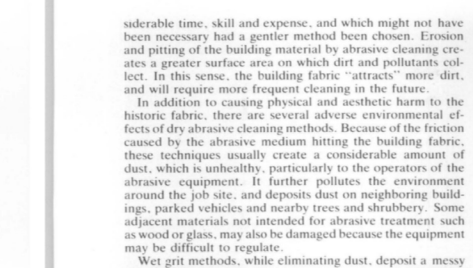 siderable time, skill and expense, and which might not have
been necessary had a gentler method been chosen. Erosion
and pitting of the building material by abrasive cleaning cre-
ates a greater surface area on which dirt and pollutants col-
lect. In this sense, the building fabric "attracts" more dirt,
and will require more frequent cleaning in the future.
In addition to causing physical and aesthetic harm to the
historic fabric, there are several adverse environmental ef-
fects of dry abrasive cleaning methods. Because of the friction
caused by the abrasive medium hitting the building fabric,
these techniques usually create a considerable amount of
dust, which is unhealthy, particularly to the operators of the
abrasive equipment. It further pollutes the environment
around the job site, and deposits dust on neighboring build-
ings, parked vehicles and nearby trees and shrubbery. Some
adjacent materials not intended for abrasive treatment such
as wood or glass, may also be damaged because the equipment
may be difficult to regulate.
Wet grit methods, while eliminating dust, deposit a messy